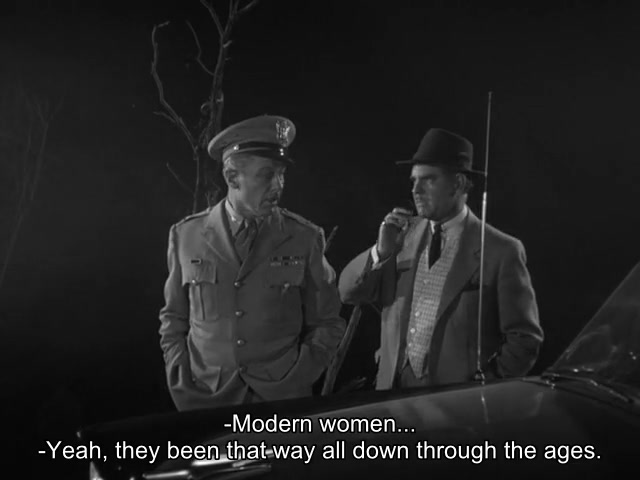 -Modern women...
-Yeah, they been that way all down through the ages.